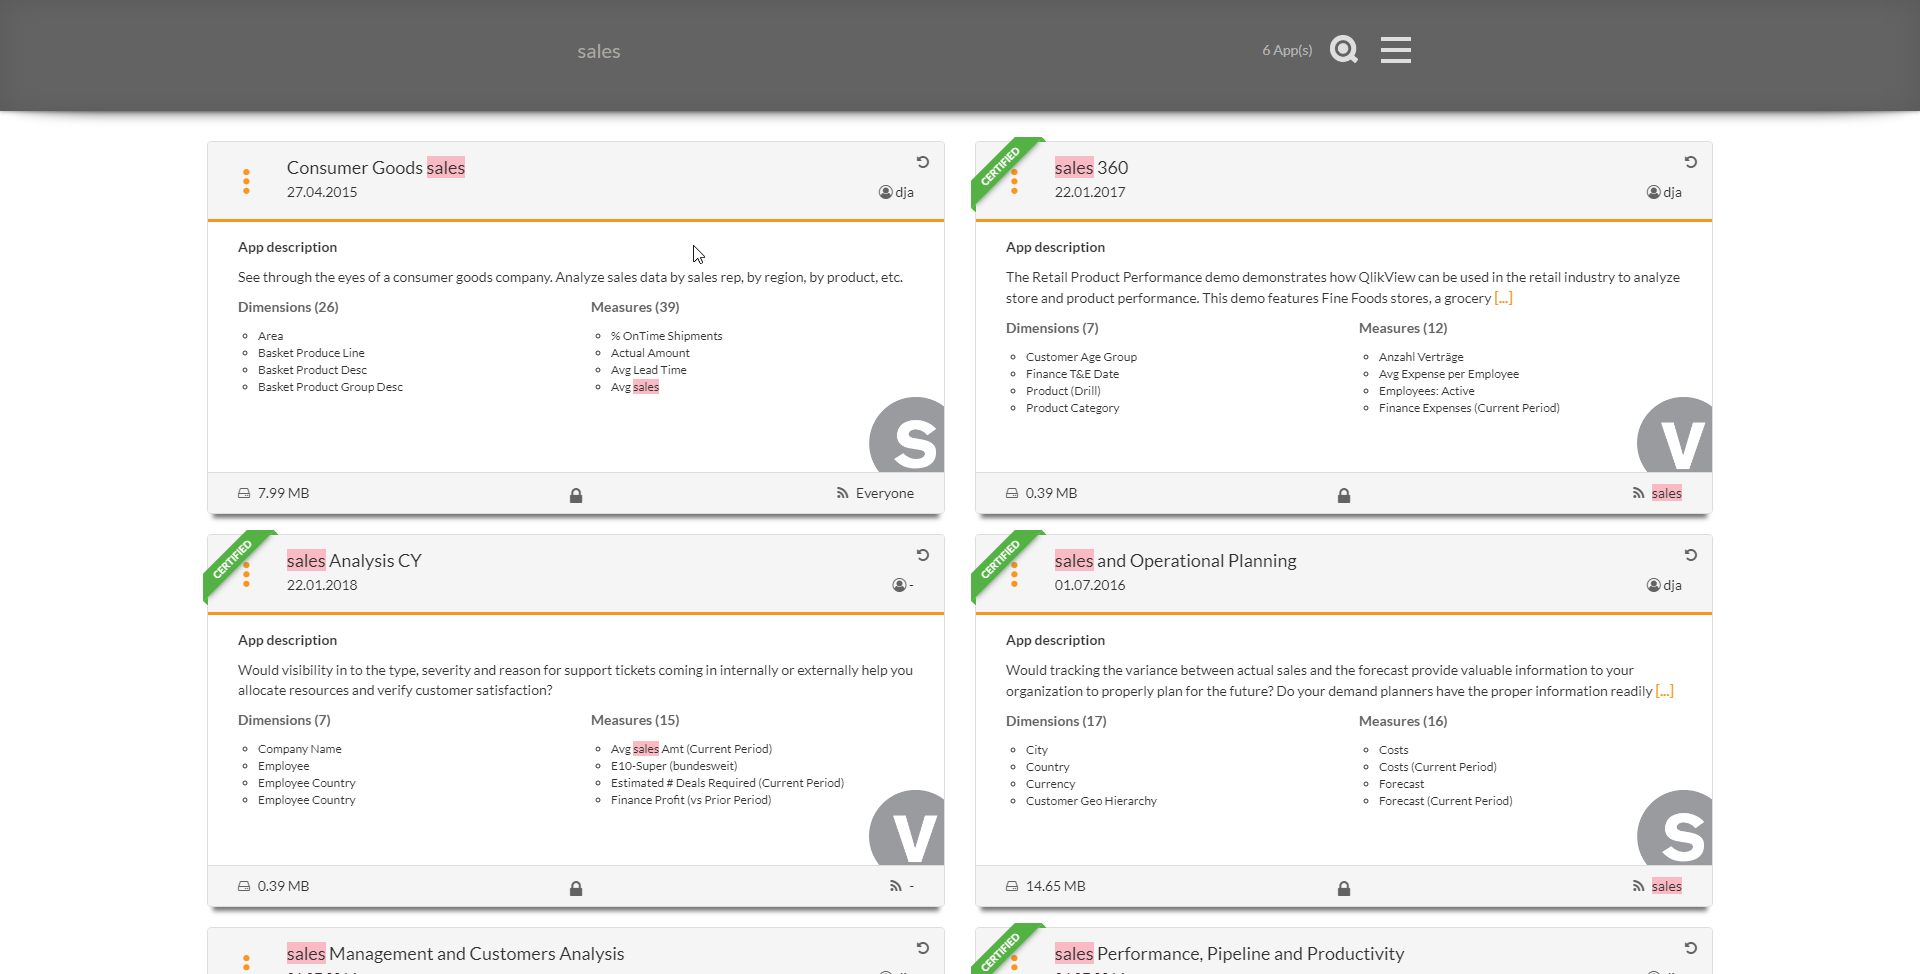 sales
6 App(s)
Consumer Goods sales
27.04.2015
dja
App description
See through the eyes of a consumer goods company. Analyze sales data by sales rep, by region, by product, etc.
Dimensions (26)
Area
Basket Produce Line
Basket Product Desc
Basket Product Group Desc
Measures (39)
% OnTime Shipments
Actual Amount
Avg Lead Time
Avg sales
S
7.99 MB
Everyone
CERTIFIED
sales 360
22.01.2017
dja
App description
The Retail Product Performance demo demonstrates how QlikView can be used in the retail industry to analyze
store and product performance. This demo features Fine Foods stores, a grocery [...]
Dimensions (7)
Customer Age Group
Finance T&E Date
Product (Drill)
Product Category
Measures (12)
Anzahl Verträge
Avg Expense per Employee
Employees: Active
Finance Expenses (Current Period)
V
0.39 MB
sales
CERTIFIED
sales Analysis CY
22.01.2018
-
App description
Would visibility in to the type, severity and reason for support tickets coming in internally or externally help you
allocate resources and verify customer satisfaction?
Dimensions (7)
Company Name
Employee
Employee Country
Employee Country
Measures (15)
Avg sales Amt (Current Period)
E10-Super (bundesweit)
Estimated # Deals Required (Current Period)
Finance Profit (vs Prior Period)
V
0.39 MB
-
CERTIFIED
sales and Operational Planning
01.07.2016
dja
App description
Would tracking the variance between actual sales and the forecast provide valuable information to your
organization to properly plan for the future? Do your demand planners have the proper information readily [...]
Dimensions (17)
City
Country
Currency
Customer Geo Hierarchy
Measures (16)
Costs
Costs (Current Period)
Forecast
Forecast (Current Period)
S
14.65 MB
sales
sales Management and Customers Analysis
CERTIFIED
sales Performance, Pipeline and Productivity